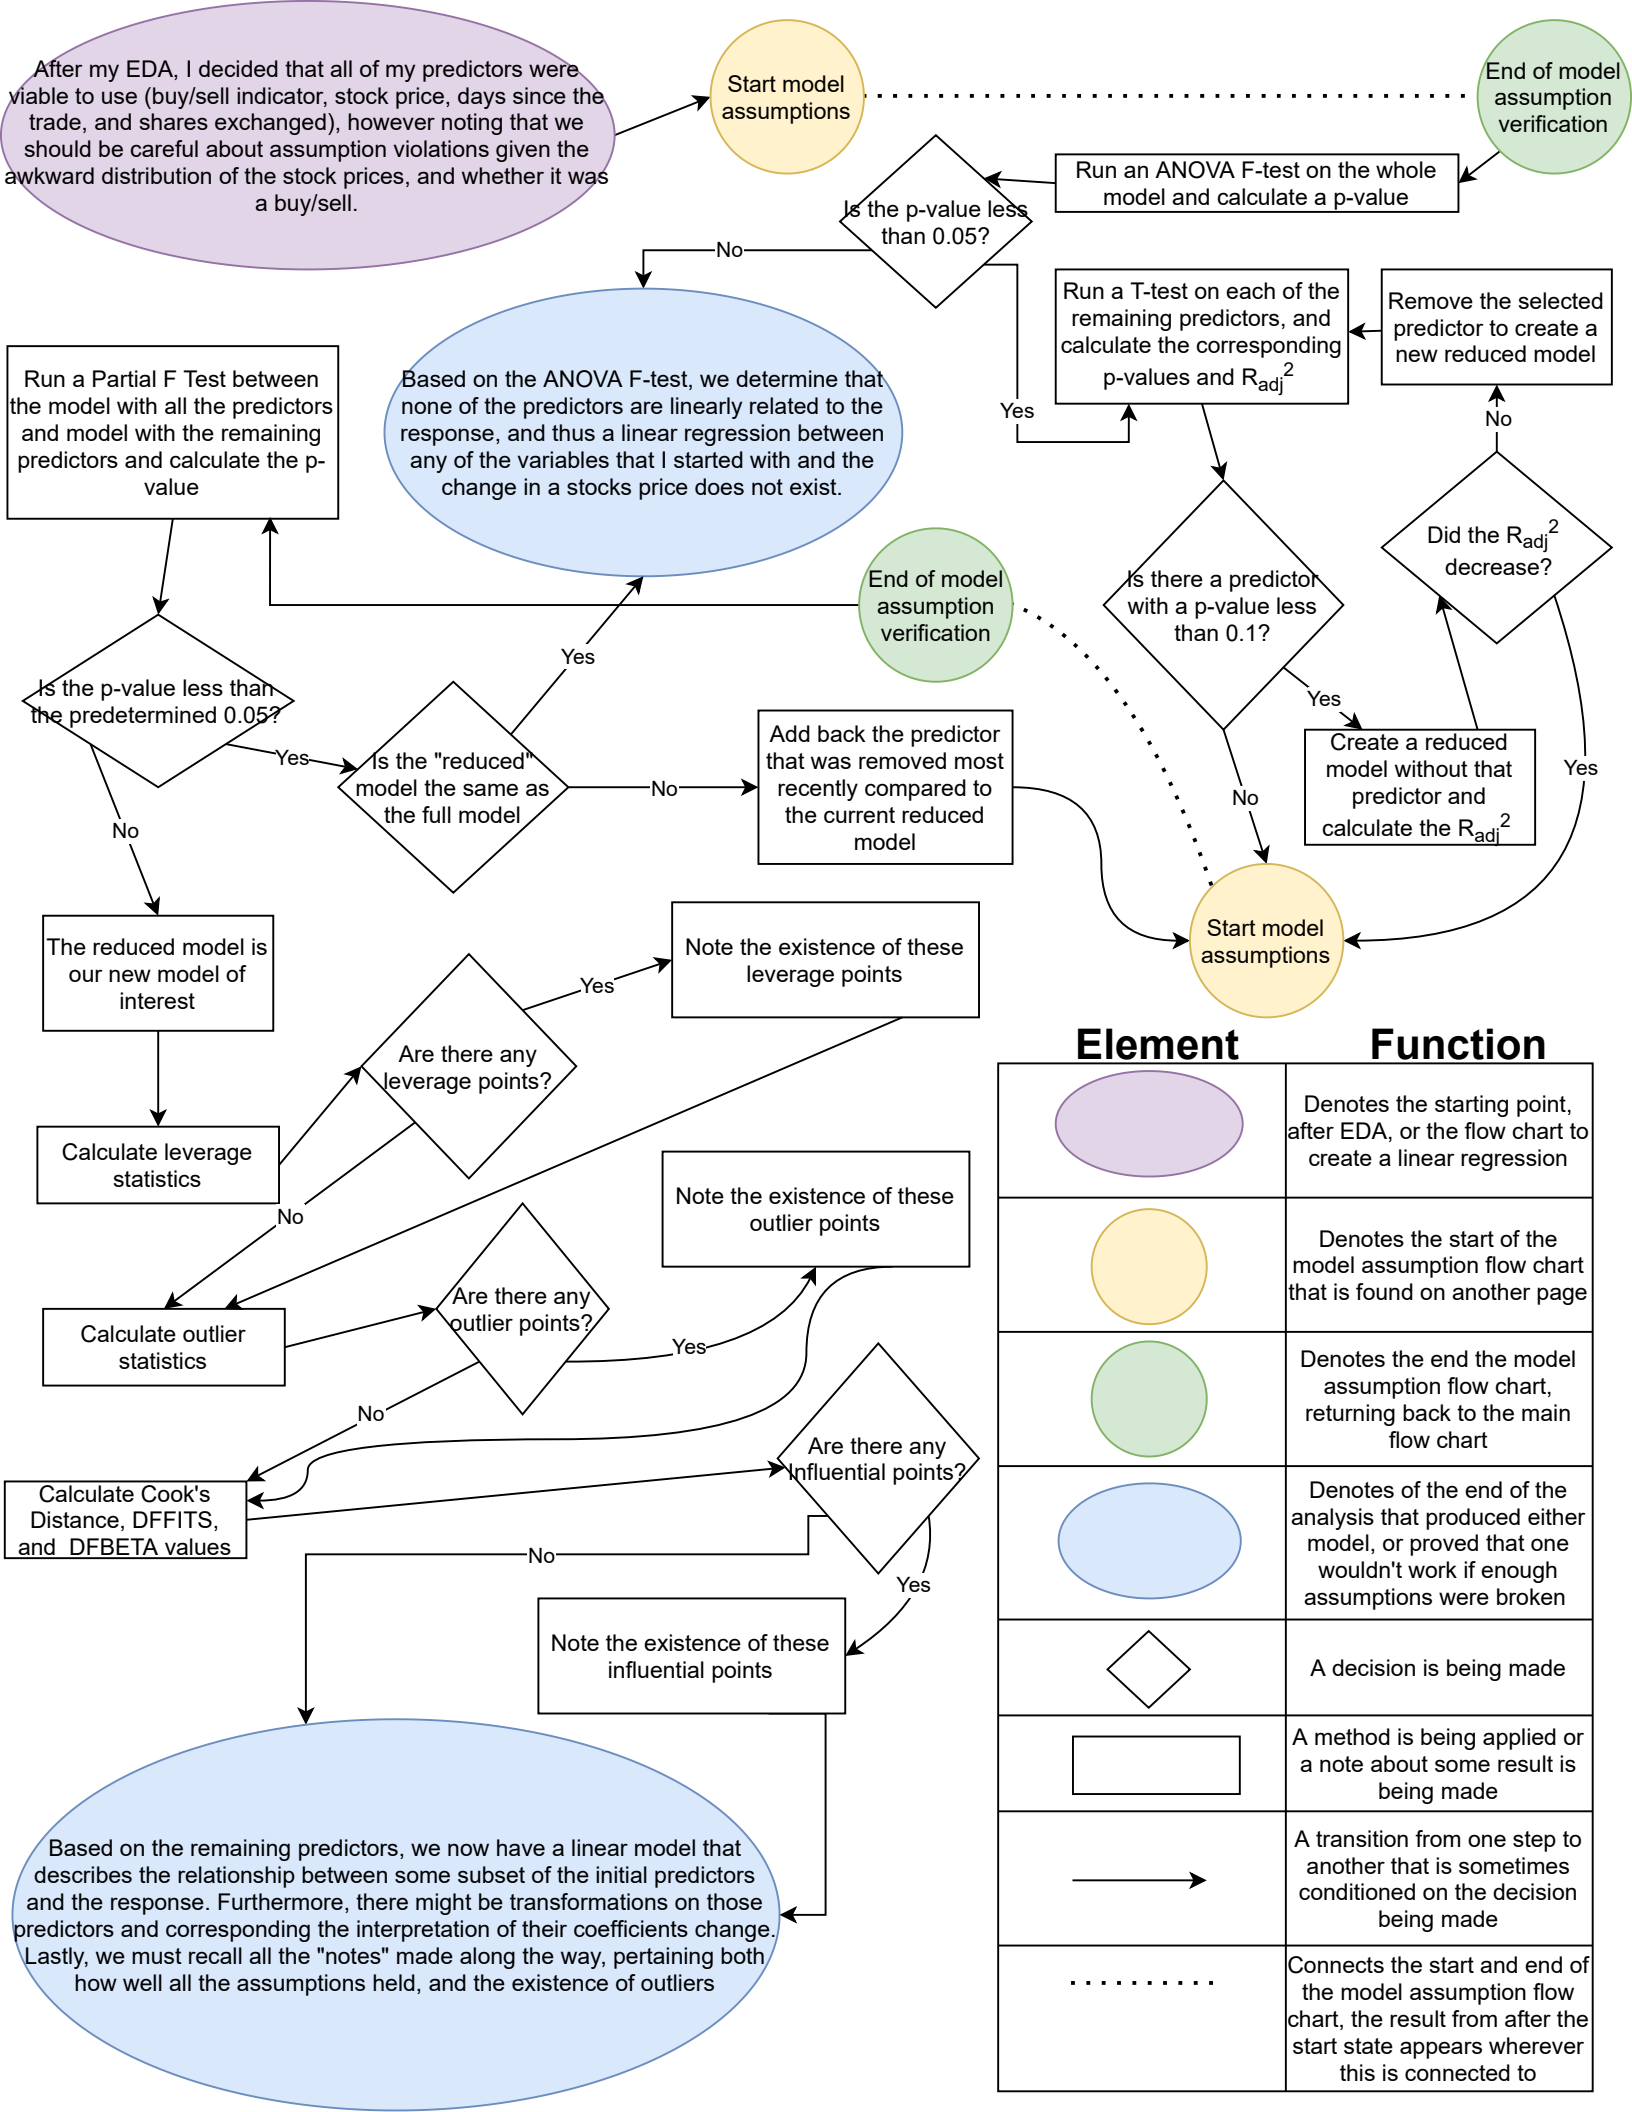 After my EDA, I decided that all of my predictors were
viable to use (buy/sell indicator, stock price, days since the
trade, and shares exchanged), however noting that we
should be careful about assumption violations given the
awkward distribution of the stock prices, and whether it was
a buy/sell.
Start model
assumptions
End of model
assumption
verification
Run an ANOVA F-test on the whole
model and calculate a p-value
Is the p-value less
than 0.05?
No
Yes
Run a T-test on each of the
remaining predictors, and
calculate the corresponding
p-values and R_adj^2
Remove the selected
predictor to create a
new reduced model
No
Based on the ANOVA F-test, we determine that
none of the predictors are linearly related to the
response, and thus a linear regression between
any of the variables that I started with and the
change in a stocks price does not exist.
Run a Partial F Test between
the model with all the predictors
and model with the remaining
predictors and calculate the p-
value
Did the R_adj^2
decrease?
Is there a predictor
with a p-value less
than 0.1?
End of model
assumption
verification
Yes
Is the p-value less than
the predetermined 0.05?
Yes
Is the "reduced"
model the same as
the full model
No
Add back the predictor
that was removed most
recently compared to
the current reduced
model
Yes
Create a reduced
model without that
predictor and
calculate the R_adj^2
Yes
No
No
Start model
assumptions
The reduced model is
our new model of
interest
Are there any
leverage points?
Yes
Note the existence of these
leverage points
Calculate leverage
statistics
No
Note the existence of these
outlier points
Calculate outlier
statistics
Are there any
outlier points?
Yes
No
Calculate Cook's
Distance, DFFITS,
and DFBETA values
Are there any
influential points?
No
Yes
Note the existence of these
influential points
Based on the remaining predictors, we now have a linear model that
describes the relationship between some subset of the initial predictors
and the response. Furthermore, there might be transformations on those
predictors and corresponding the interpretation of their coefficients change.
Lastly, we must recall all the "notes" made along the way, pertaining both
how well all the assumptions held, and the existence of outliers
Element
Function
Denotes the starting point,
after EDA, or the flow chart to
create a linear regression
Denotes the start of the
model assumption flow chart
that is found on another page
Denotes the end the model
assumption flow chart,
returning back to the main
flow chart
Denotes of the end of the
analysis that produced either
model, or proved that one
wouldn't work if enough
assumptions were broken
A decision is being made
A method is being applied or
a note about some result is
being made
A transition from one step to
another that is sometimes
conditioned on the decision
being made
Connects the start and end of
the model assumption flow
chart, the result from after the
start state appears wherever
this is connected to